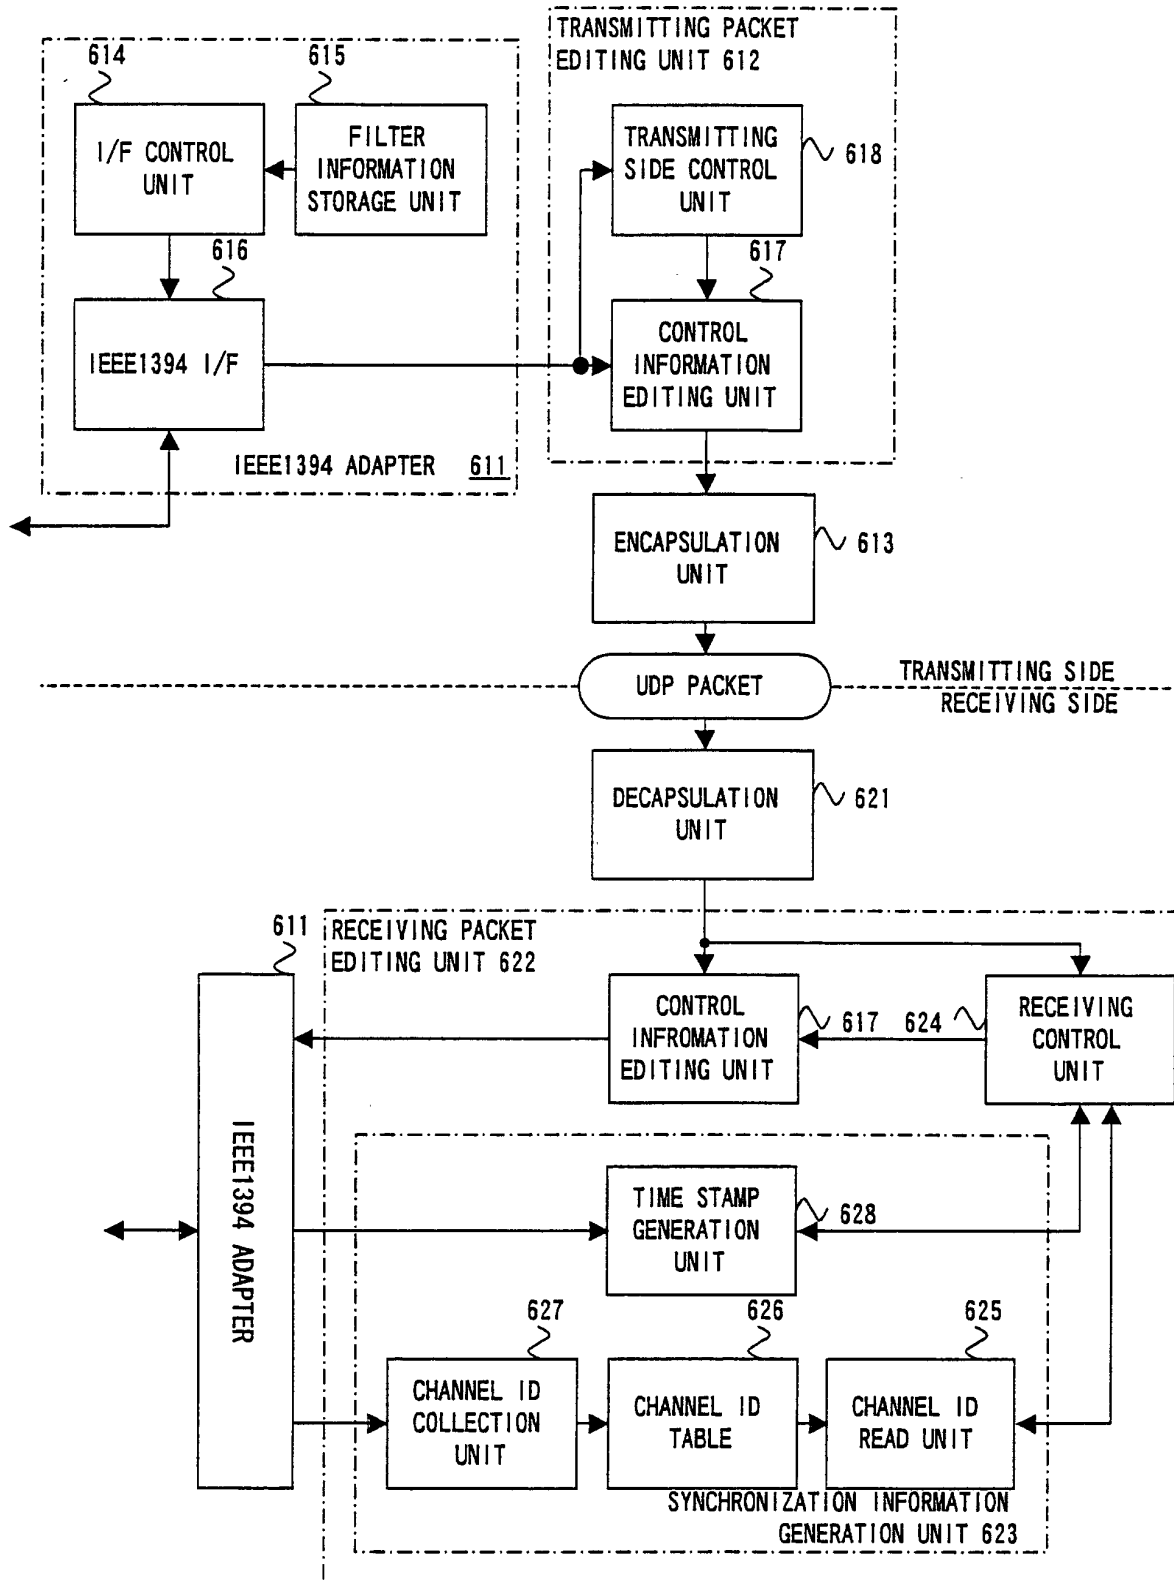 TRANSMITTING PACKET
EDITING UNIT 612
614
615
I/F CONTROL
UNIT
FILTER
INFORMATION
STORAGE UNIT
TRANSMITTING
SIDE CONTROL
UNIT
618
616
617
IEEE1394 I/F
CONTROL
INFORMATION
EDITING UNIT
IEEE1394 ADAPTER 611
ENCAPSULATION
UNIT
613
UDP PACKET
TRANSMITTING SIDE
RECEIVING SIDE
DECAPSULATION
UNIT
621
611
RECEIVING PACKET
EDITING UNIT 622
CONTROL
INFROMATION
EDITING UNIT
617
624
RECEIVING
CONTROL
UNIT
IEEE1394 ADAPTER
TIME STAMP
GENERATION
UNIT
628
627
626
625
CHANNEL ID
COLLECTION
UNIT
CHANNEL ID
TABLE
CHANNEL ID
READ UNIT
SYNCHRONIZATION INFORMATION
GENERATION UNIT 623